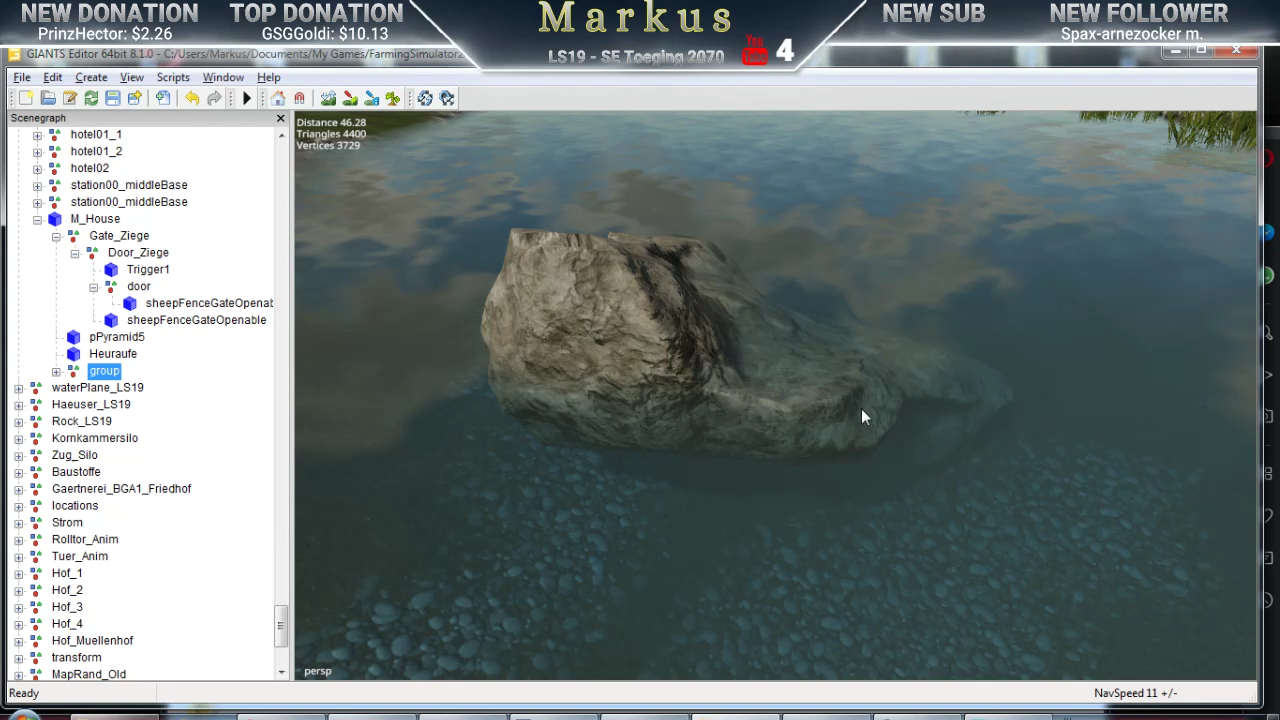 NEW DONATION
PrinzHector: $2.26
TOP DONATION
GSGGoldi: $10.13
Markus
LS19 - SE Toeging 2070
You Tube
4
NEW SUB
NEW FOLLOWER
Spax-arnezocker m.
GIANTS Editor 64bit 8.1.0 - C:/Users/Markus/Documents/My Games/FarmingSimulator2
File Edit Create View Scripts Window Help
Scenegraph
hotel01_1
hotel01_2
hotel02
station00_middleBase
station00_middleBase
M_House
Gate_Ziege
Door_Ziege
Trigger1
door
sheepFenceGateOpenab
sheepFenceGateOpenable
pPyramid5
Heuraufe
group
waterPlane_LS19
Haeuser_LS19
Rock_LS19
Kornkammersilo
Zug_Silo
Baustoffe
Gaertnerei_BGA1_Friedhof
locations
Strom
Rolltor_Anim
Tuer_Anim
Hof_1
Hof_2
Hof_3
Hof_4
Hof_Muellenhof
transform
MapRand_Old
Distance 46.28
Triangles 4400
Vertices 3729
persp
Ready
NavSpeed 11 +/-